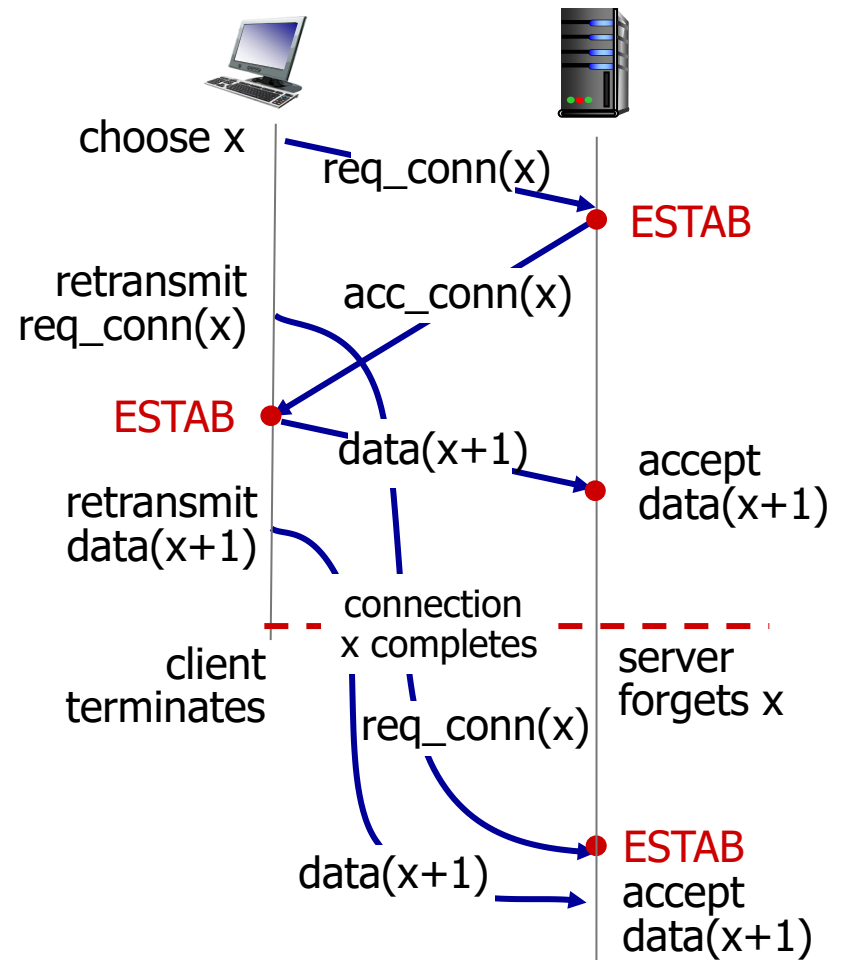 choose x
req_conn(x)
ESTAB
retransmit
req_conn(x)
acc_conn(x)
ESTAB
data(x+1)
accept
data(x+1)
retransmit
data(x+1)
connection
x completes
client
terminates
server
forgets x
req_conn(x)
data(x+1)
ESTAB
accept
data(x+1)